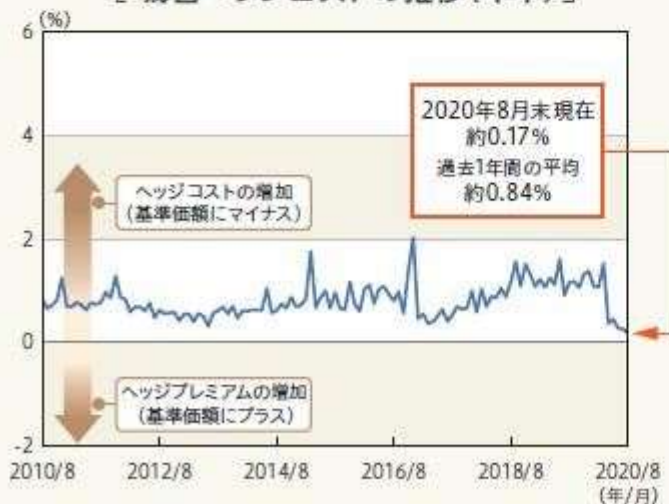 (%)
6
4
2
0
-2
2020年8月末現在
約0.17%
過去1年間の平均
約0.84%
ヘッジコストの増加
(基準価額にマイナス)
ヘッジプレミアムの増加
(基準価額にプラス)
2010/8 2012/8 2014/8 2016/8 2018/8 2020/8
(年/月)